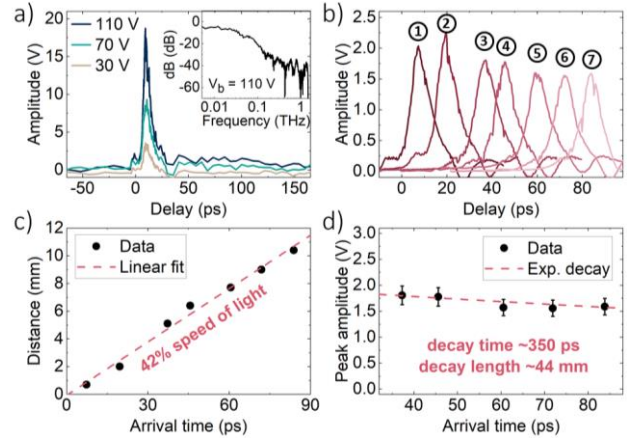 a)
110 V
70 V
30 V
V_b = 110 V
dB (dB)
0
-20
-40
-60
0.01
0.1
1
Frequency (THz)
Amplitude (V)
20
15
10
5
0
-50
0
50
100
150
Delay (ps)
b)
① ② ③ ④ ⑤ ⑥ ⑦
Amplitude (V)
2.5
2.0
1.5
1.0
0.5
0.0
0
20
40
60
80
Delay (ps)
c)
Data
Linear fit
42% speed of light
Distance (mm)
12
10
8
6
4
2
0
0
30
60
90
Arrival time (ps)
d)
Data
Exp. decay
decay time ~350 ps
decay length ~44 mm
Peak amplitude (V)
3.0
2.5
2.0
1.5
1.0
0.5
0.0
40
50
60
70
80
Arrival time (ps)